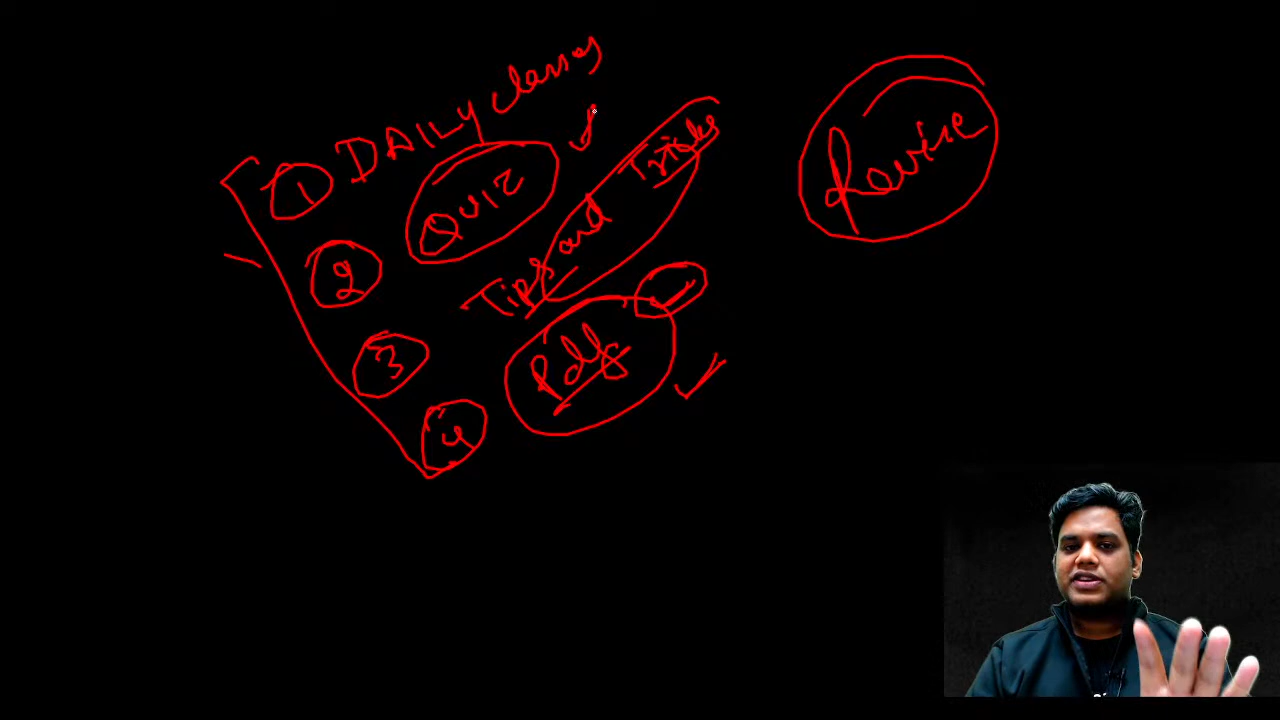 1 DAILY classes
2 QUIZ
3 Tips and Tricks
4 Pdfs
Revise